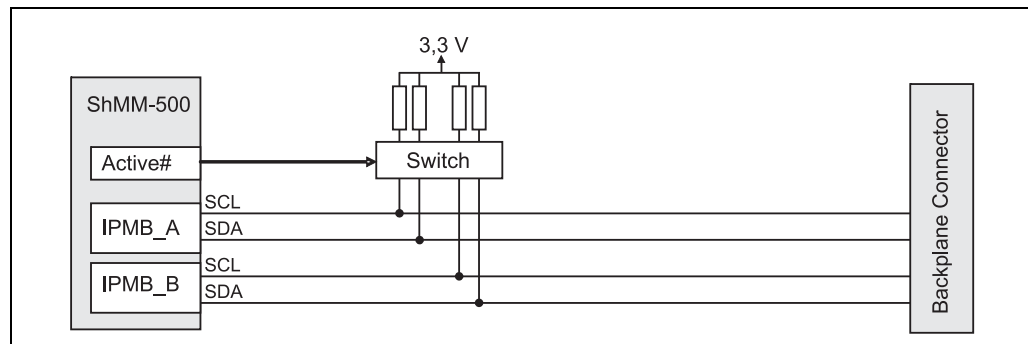 3,3 V
ShMM-500
Active#
Switch
SCL
IPMB_A
SDA
SCL
IPMB_B
SDA
Backplane Connector